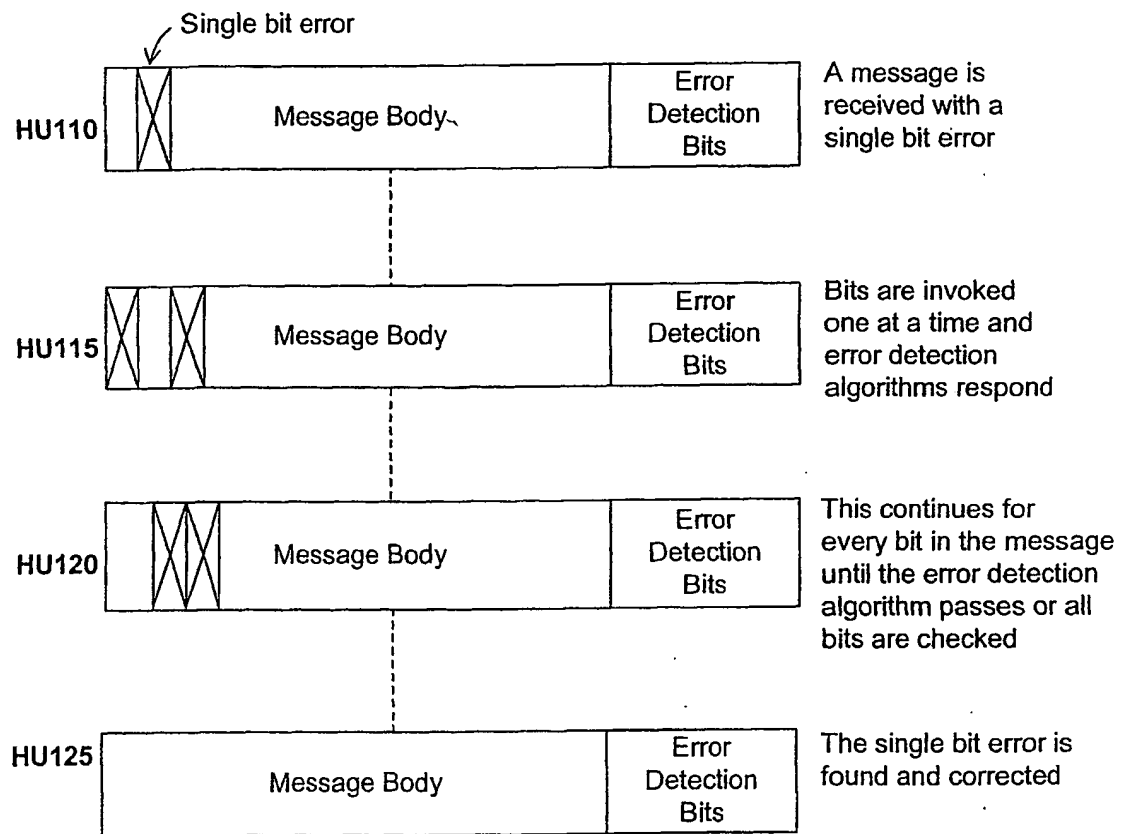 Single bit error
HU110
Message Body
Error
Detection
Bits
A message is
received with a
single bit error
HU115
Message Body
Error
Detection
Bits
Bits are invoked
one at a time and
error detection
algorithms respond
HU120
Message Body
Error
Detection
Bits
This continues for
every bit in the message
until the error detection
algorithm passes or all
bits are checked
HU125
Message Body
Error
Detection
Bits
The single bit error is
found and corrected